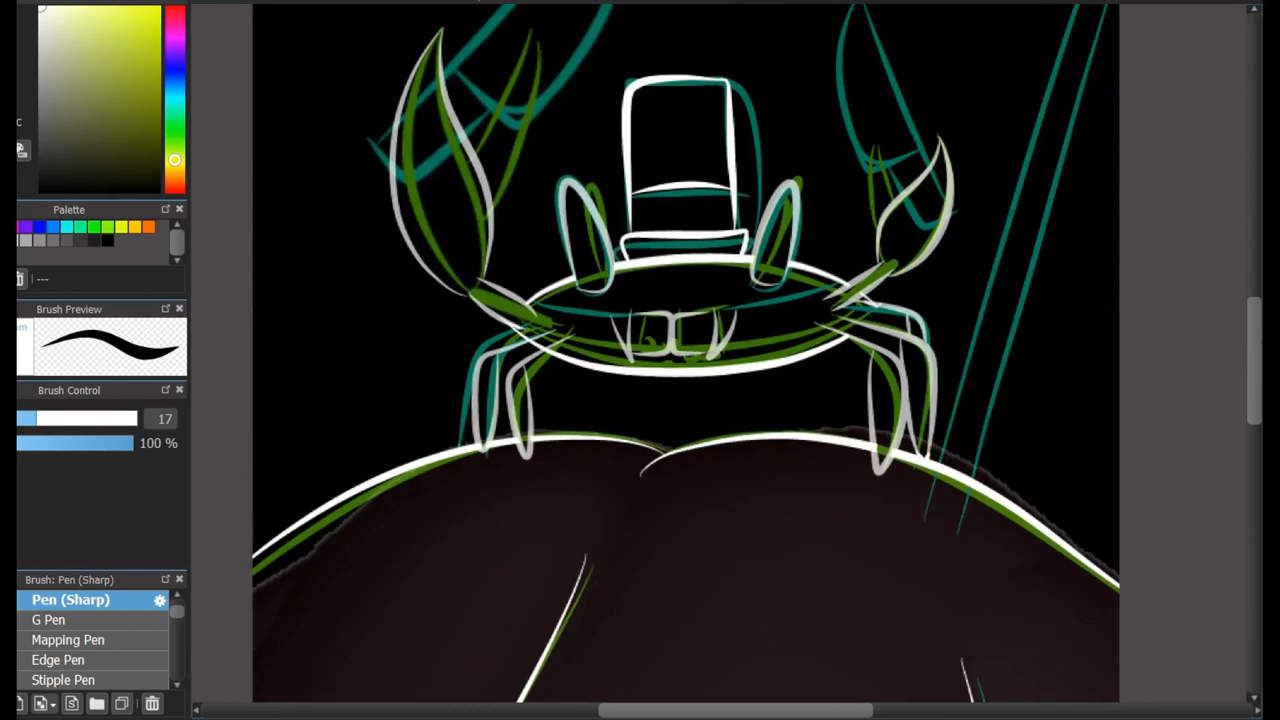 c
Palette
---
Brush Preview
am
Brush Control
17
100 %
Brush: Pen (Sharp)
Pen (Sharp)
G Pen
Mapping Pen
Edge Pen
Stipple Pen
S